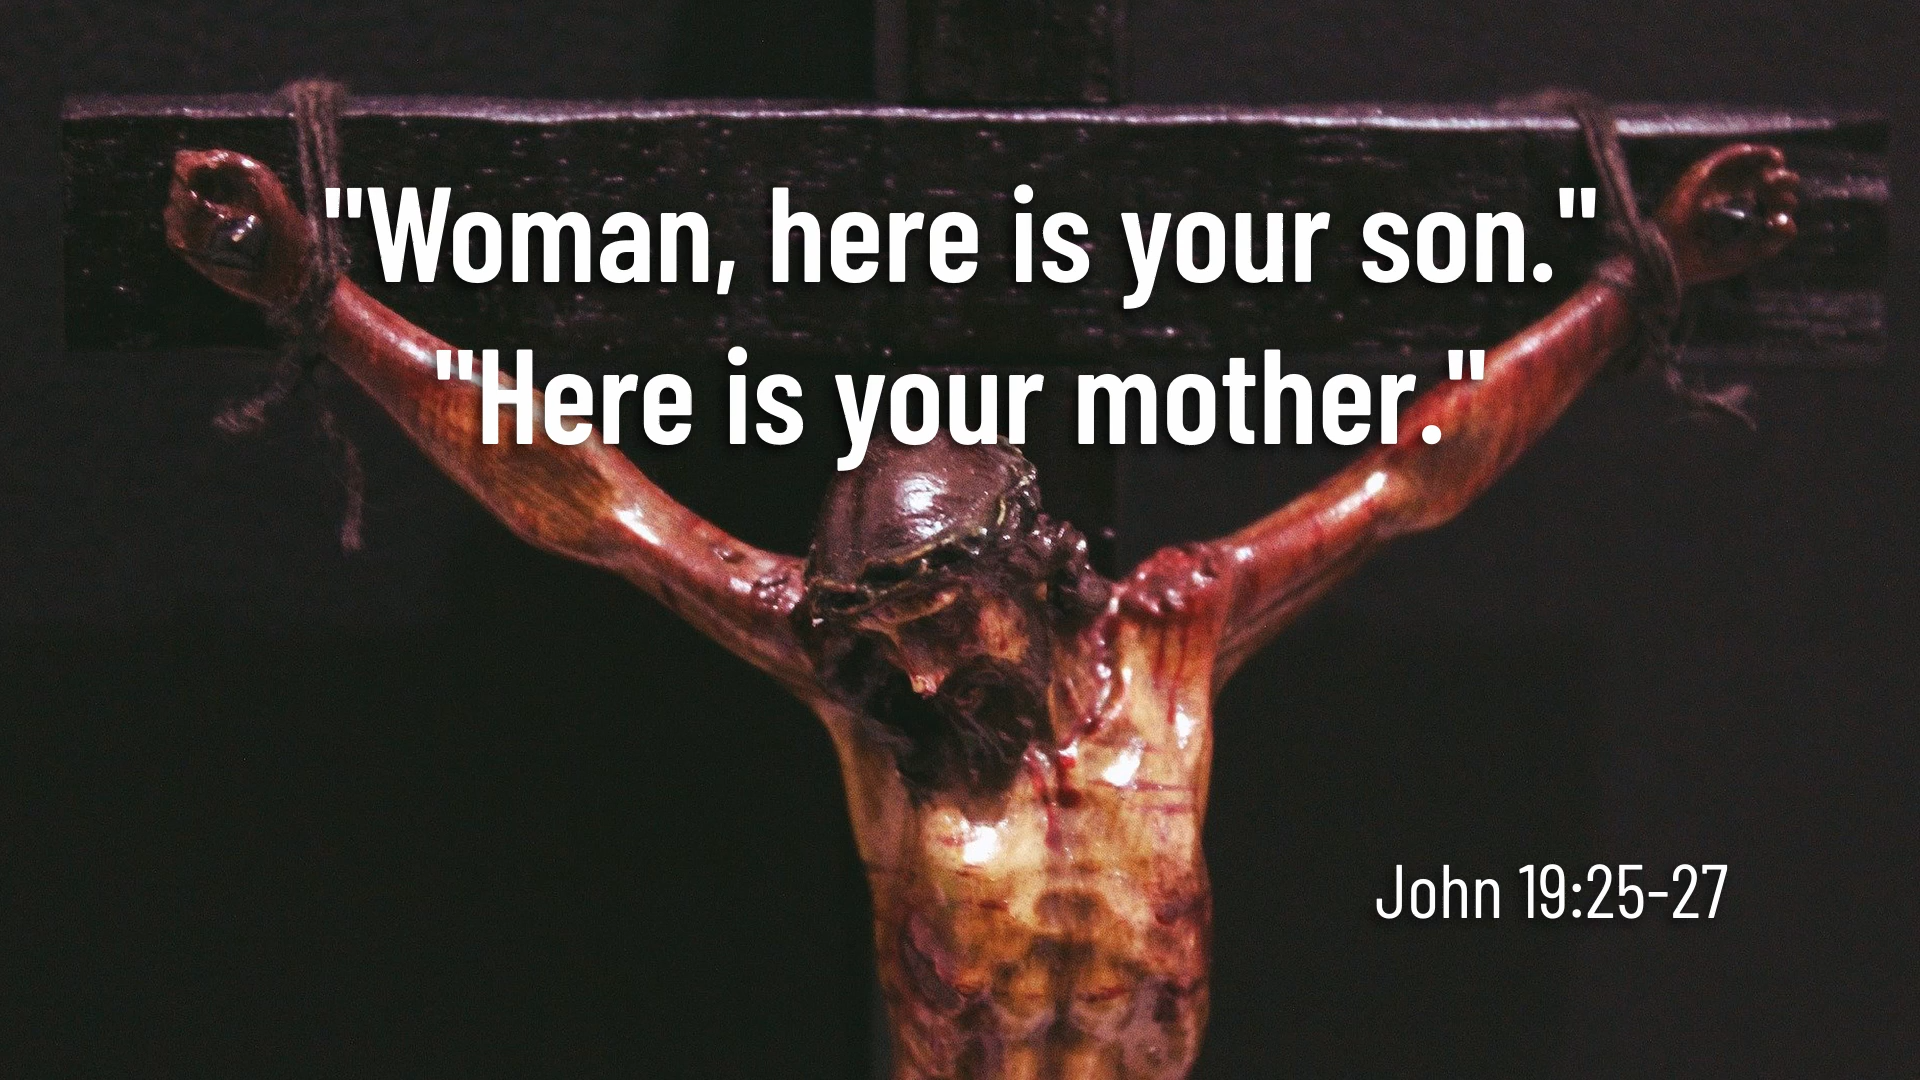 "Woman, here is your son."
"Here is your mother."
John 19:25-27